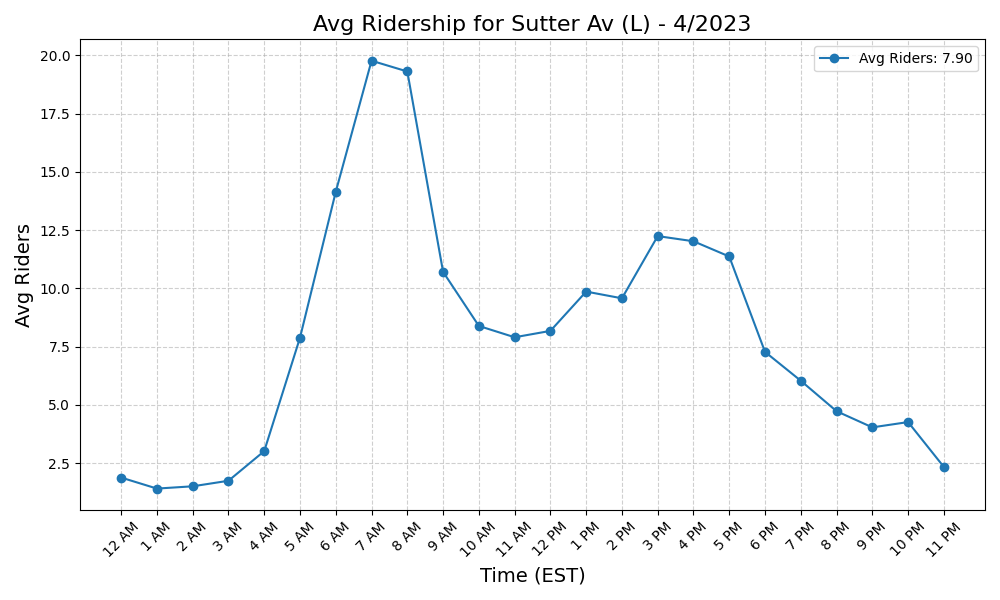 Avg Ridership for Sutter Av (L) - 4/2023
Avg Riders: 7.90
Avg Riders
20.0
17.5
15.0
12.5
10.0
7.5
5.0
2.5
12 AM
1 AM
2 AM
3 AM
4 AM
5 AM
6 AM
7 AM
8 AM
9 AM
10 AM
11 AM
12 PM
1 PM
2 PM
3 PM
4 PM
5 PM
6 PM
7 PM
8 PM
9 PM
10 PM
11 PM
Time (EST)